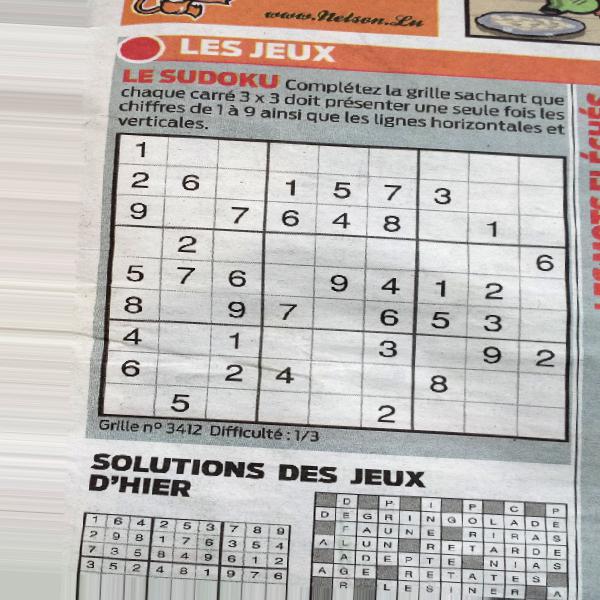 www.Nelson.Lu
LES JEUX
LE SUDOKU Complétez la grille sachant que
chaque carré 3 x 3 doit présenter une seule fois les
chiffres de 1 à 9 ainsi que les lignes horizontales et
verticales.
1
2 6 1 5 7 3
9 7 6 4 8 1
2 6
5 7 6 9 4 1 2
8 9 7 6 5 3
4 1 3 9 2
6 2 4 8
5 2
Grille nº 3412 Difficulté : 1/3
SOLUTIONS DES JEUX
D'HIER
1 6 4 2 5 3 7 8 9
2 9 8 1 7 6 3 5 4
7 3 5 8 4 9 6 1 2
3 5 2 4 8 1 9 7 6
D P I P C P
D E G R I N G O L A D E
F A U N E R I R A S
A L U N R E T A R D E
A D E P T E N I A S
A G E R E T A T E S
R L E S I N E R A